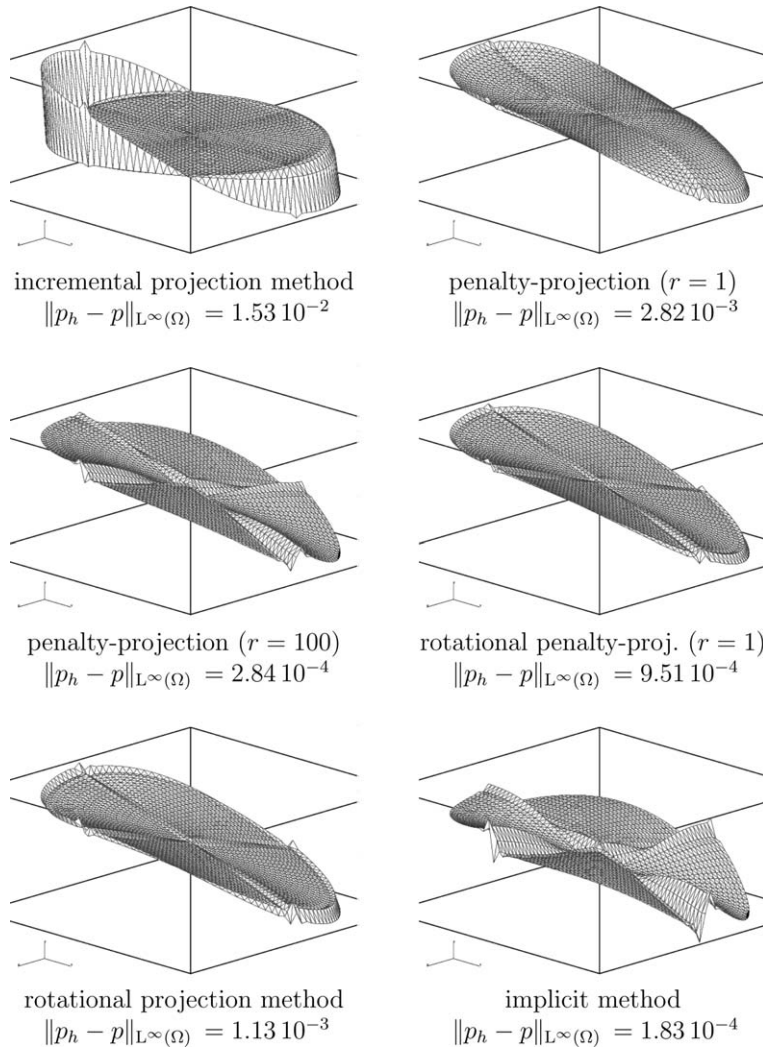 incremental projection method
‖p_h − p‖_{L^∞(Ω)} = 1.53 10^{−2}
penalty-projection (r = 1)
‖p_h − p‖_{L^∞(Ω)} = 2.82 10^{−3}
penalty-projection (r = 100)
‖p_h − p‖_{L^∞(Ω)} = 2.84 10^{−4}
rotational penalty-proj. (r = 1)
‖p_h − p‖_{L^∞(Ω)} = 9.51 10^{−4}
rotational projection method
‖p_h − p‖_{L^∞(Ω)} = 1.13 10^{−3}
implicit method
‖p_h − p‖_{L^∞(Ω)} = 1.83 10^{−4}